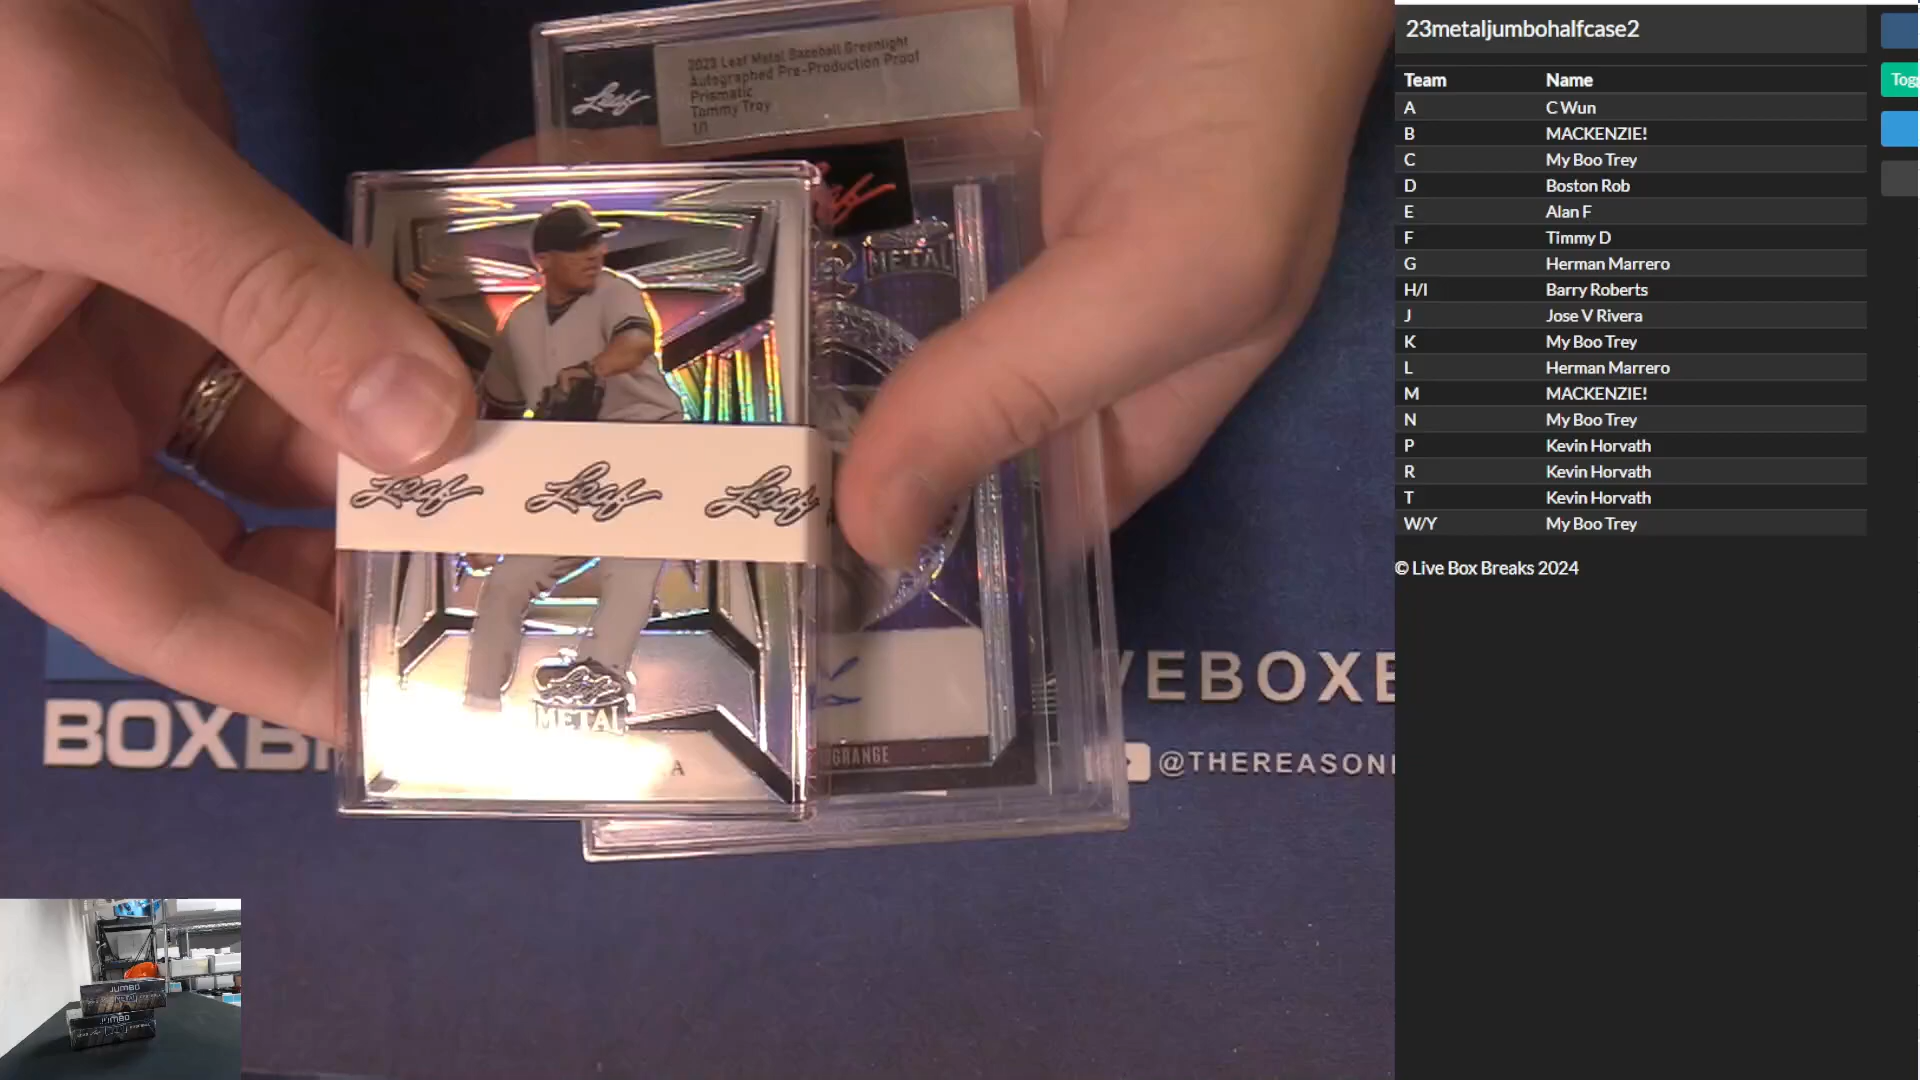 2023 Leaf Metal Baseball Greenlight
Autographed Pre-Production Proof
Prismatic
Tommy Troy
1/1
Leaf
METAL
Leaf Leaf Leaf
METAL
A
GRANGE
BOXB
VEBOXB
@THEREASON
JUMBO
JUMBO
23metaljumbohalfcase2
Togg
Team Name
A C Wun
B MACKENZIE!
C My Boo Trey
D Boston Rob
E Alan F
F Timmy D
G Herman Marrero
H/I Barry Roberts
J Jose V Rivera
K My Boo Trey
L Herman Marrero
M MACKENZIE!
N My Boo Trey
P Kevin Horvath
R Kevin Horvath
T Kevin Horvath
W/Y My Boo Trey
© Live Box Breaks 2024